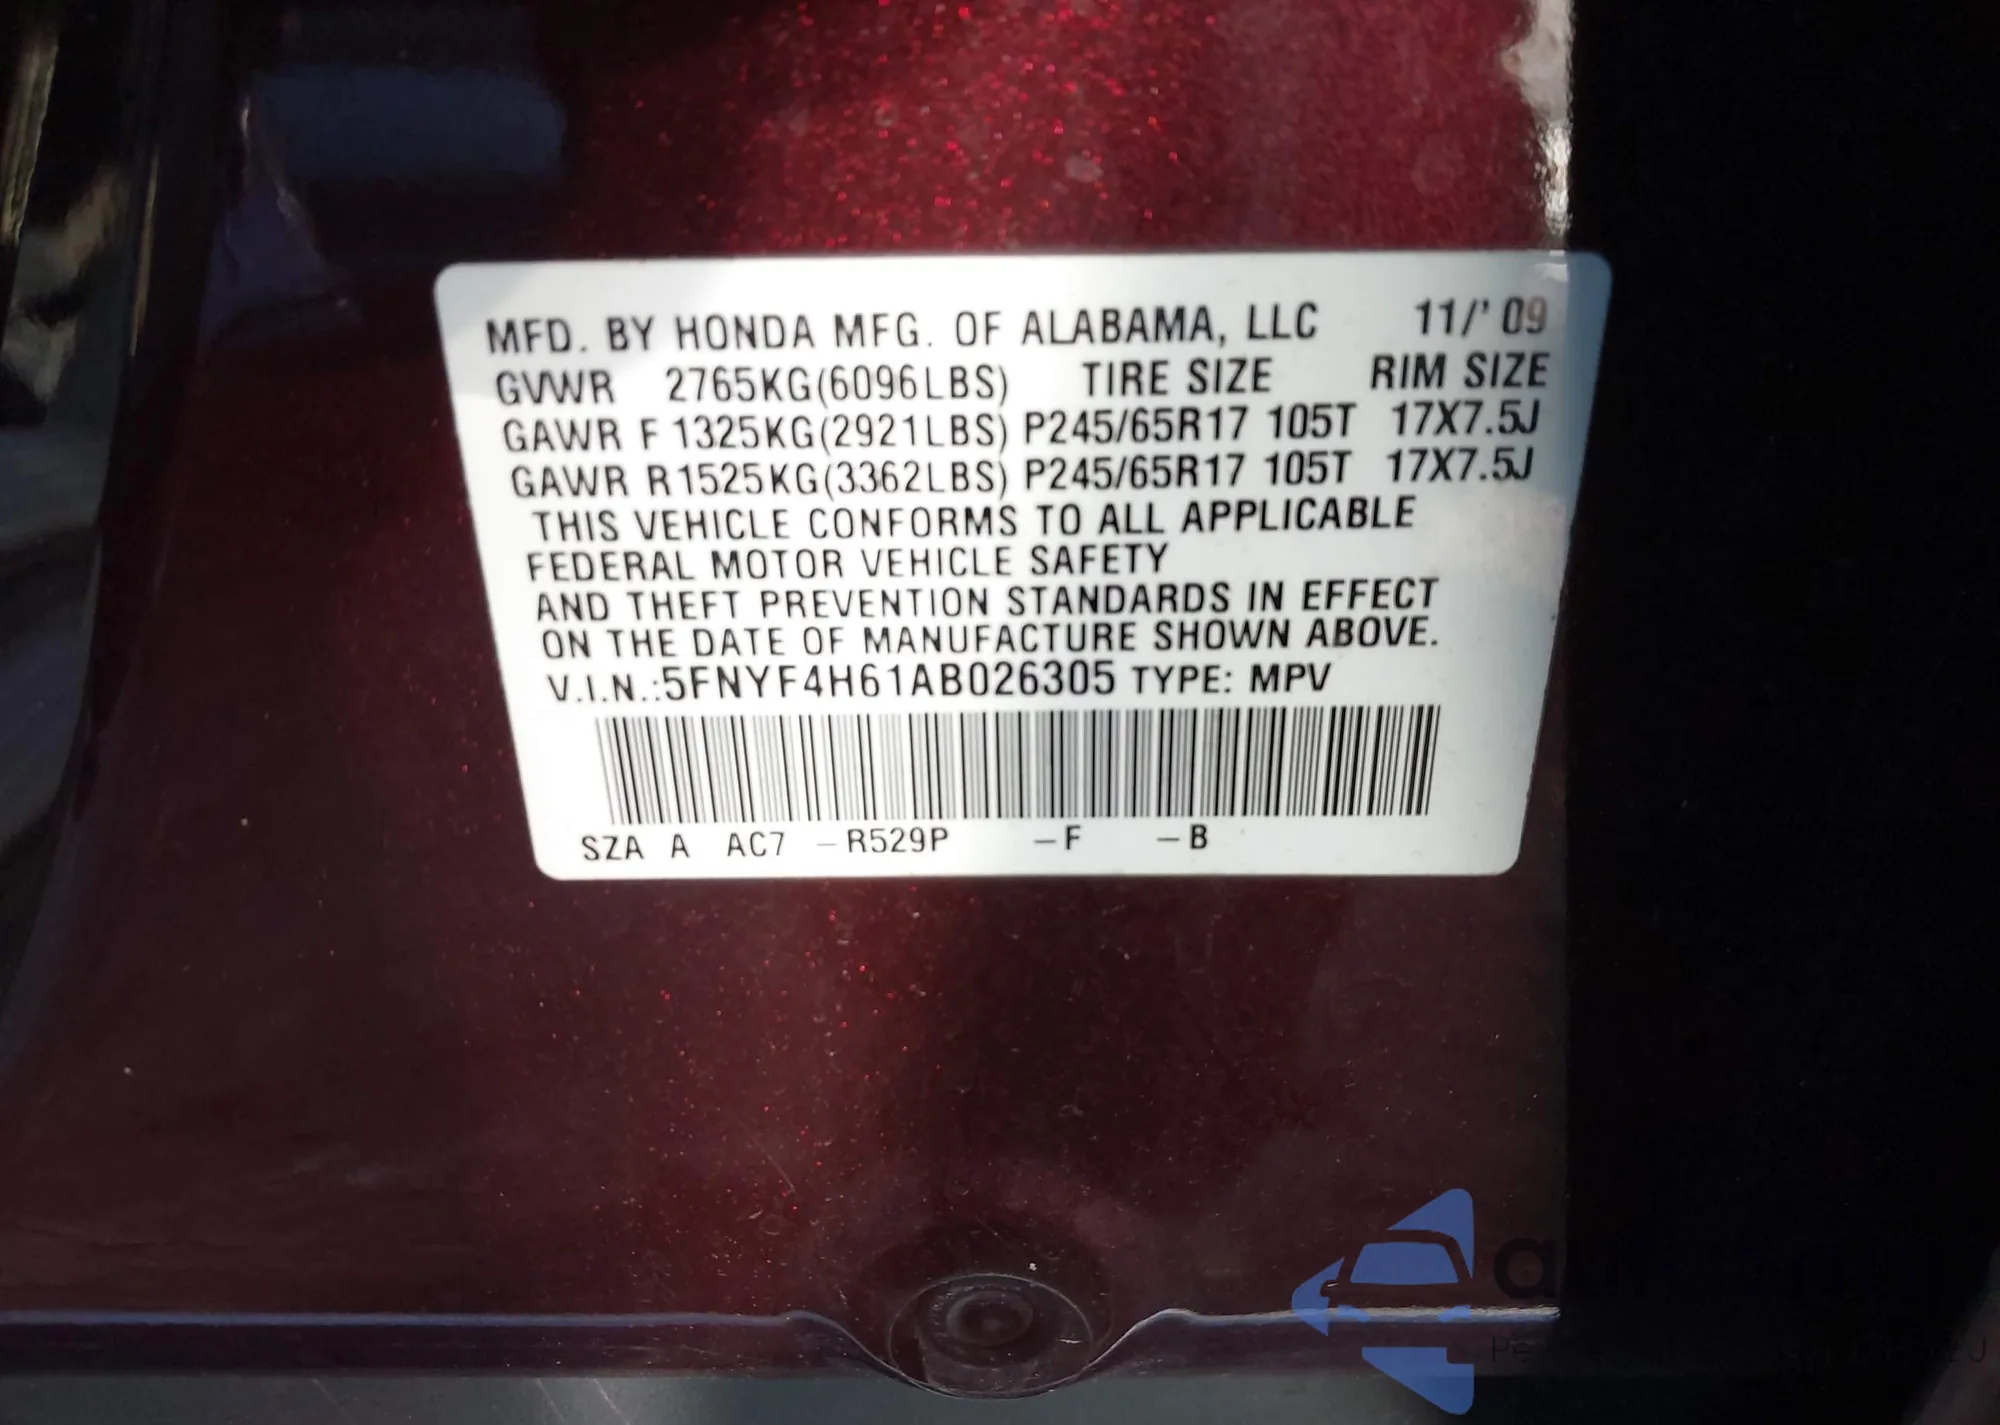 MFD. BY HONDA MFG. OF ALABAMA, LLC 11/'09
GVWR 2765KG(6096LBS) TIRE SIZE RIM SIZE
GAWR F 1325KG(2921LBS) P245/65R17 105T 17X7.5J
GAWR R 1525KG(3362LBS) P245/65R17 105T 17X7.5J
THIS VEHICLE CONFORMS TO ALL APPLICABLE
FEDERAL MOTOR VEHICLE SAFETY
AND THEFT PREVENTION STANDARDS IN EFFECT
ON THE DATE OF MANUFACTURE SHOWN ABOVE.
V.I.N.:5FNYF4H61AB026305 TYPE: MPV
SZA A AC7 -R529P -F -B